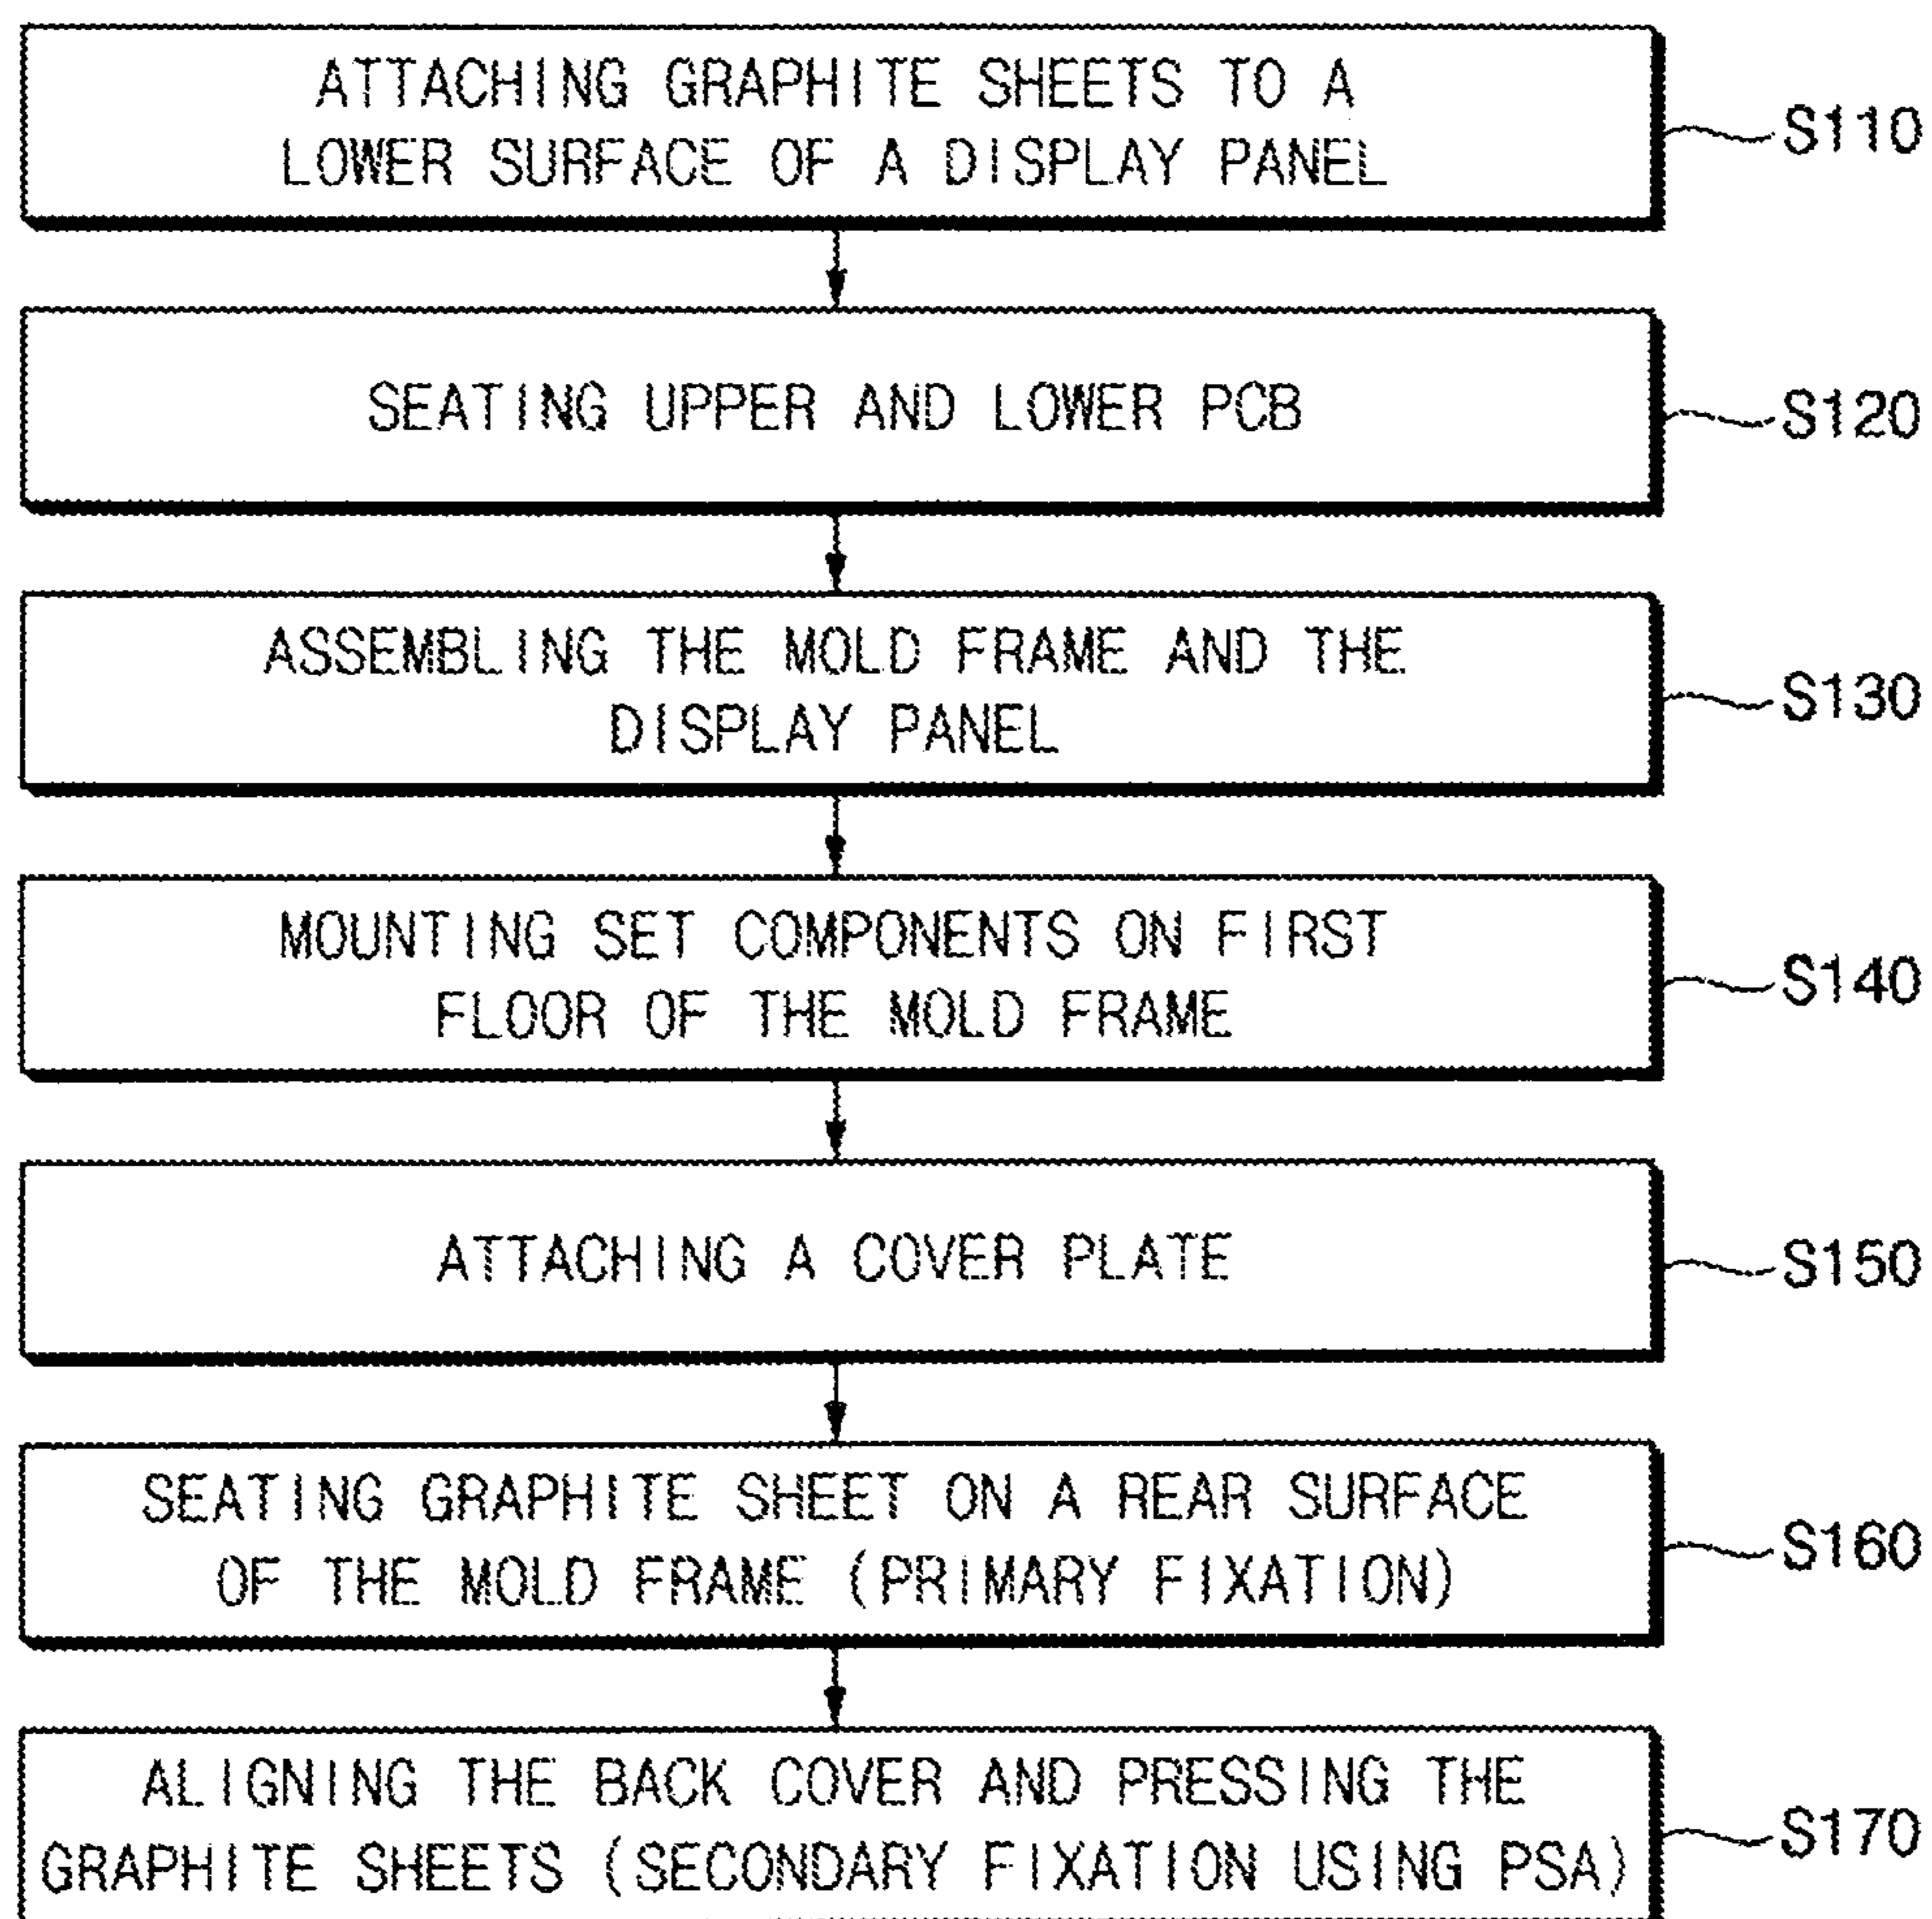 ATTACHING GRAPHITE SHEETS TO A
LOWER SURFACE OF A DISPLAY PANEL
S110
SEATING UPPER AND LOWER PCB
S120
ASSEMBLING THE MOLD FRAME AND THE
DISPLAY PANEL
S130
MOUNTING SET COMPONENTS ON FIRST
FLOOR OF THE MOLD FRAME
S140
ATTACHING A COVER PLATE
S150
SEATING GRAPHITE SHEET ON A REAR SURFACE
OF THE MOLD FRAME (PRIMARY FIXATION)
S160
ALIGNING THE BACK COVER AND PRESSING THE
GRAPHITE SHEETS (SECONDARY FIXATION USING PSA)
S170